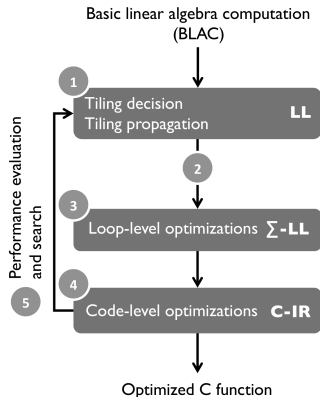 Basic linear algebra computation
(BLAC)
1
Tiling decision
Tiling propagation
LL
2
3
Loop-level optimizations ∑-LL
4
Code-level optimizations C-IR
Performance evaluation
and search
5
Optimized C function